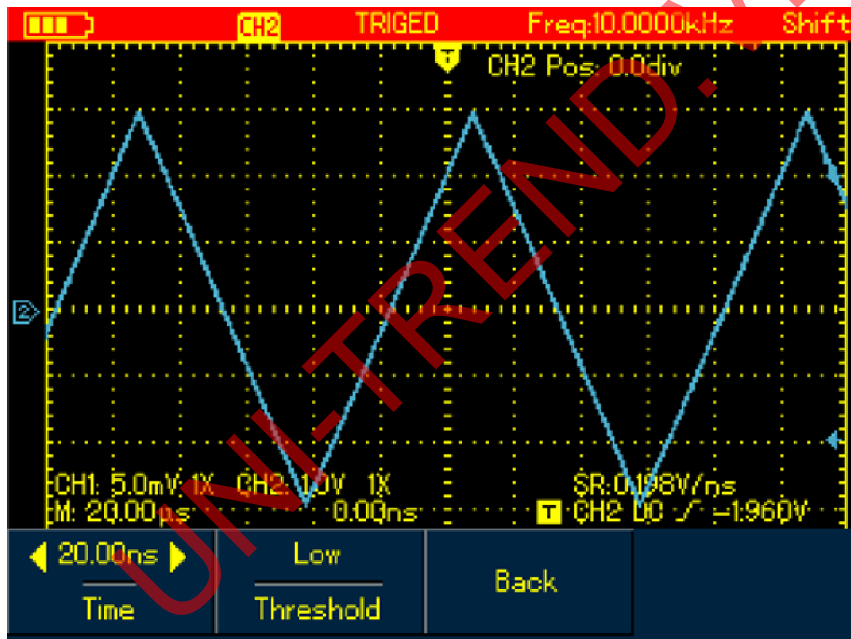 CH2 TRIGED Freq:10.0000kHz Shift
T
CH2 Pos: 0.0div
2
CH1: 5.0mV 1X CH2: 1.0V 1X SR:0.198V/ns
M: 20.00µs 0.00ns T CH2 DC -1.960V
20.00ns Low
Back
Time Threshold
UNI-TREND.